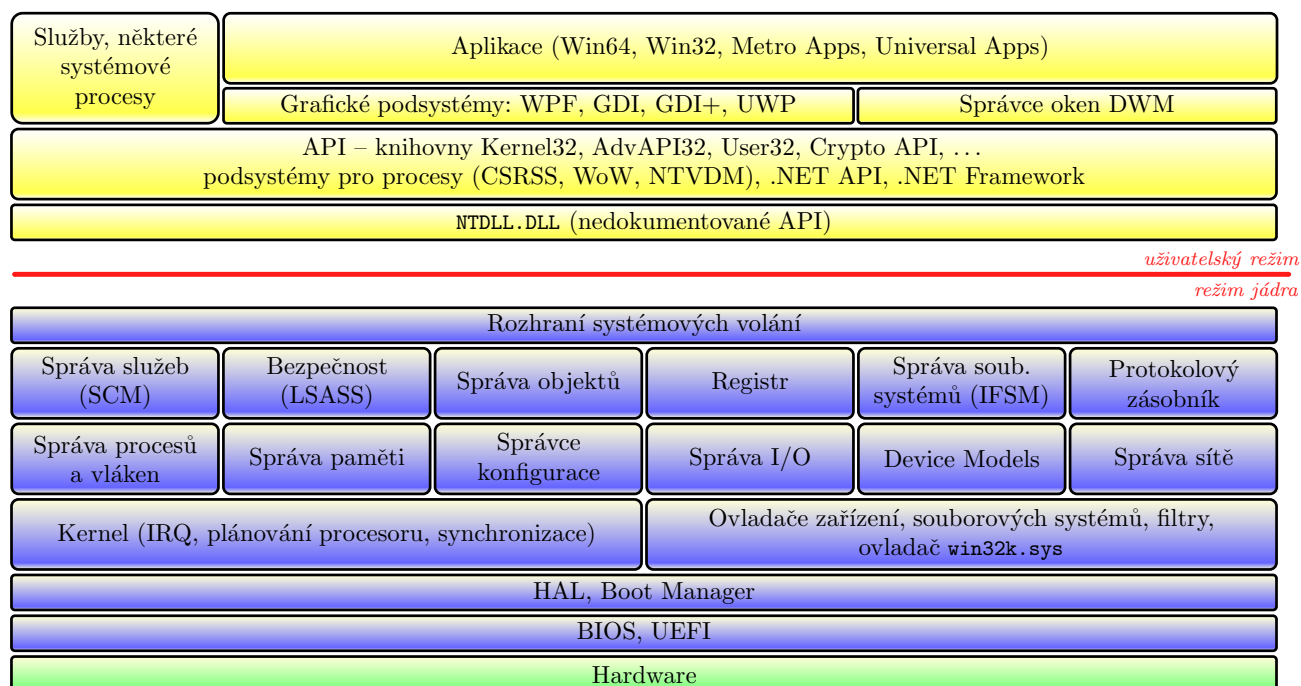 Služby, některé
systémové
procesy
Aplikace (Win64, Win32, Metro Apps, Universal Apps)
Grafické podsystémy: WPF, GDI, GDI+, UWP
Správce oken DWM
API – knihovny Kernel32, AdvAPI32, User32, Crypto API, ...
podsystémy pro procesy (CSRSS, WoW, NTVDM), .NET API, .NET Framework
NTDLL.DLL (nedokumentované API)
uživatelský režim
režim jádra
Rozhraní systémových volání
Správa služeb
(SCM)
Bezpečnost
(LSASS)
Správa objektů
Registr
Správa soub.
systémů (IFSM)
Protokolový
zásobník
Správa procesů
a vláken
Správa paměti
Správce
konfigurace
Správa I/O
Device Models
Správa sítě
Kernel (IRQ, plánování procesoru, synchronizace)
Ovladače zařízení, souborových systémů, filtry,
ovladač win32k.sys
HAL, Boot Manager
BIOS, UEFI
Hardware